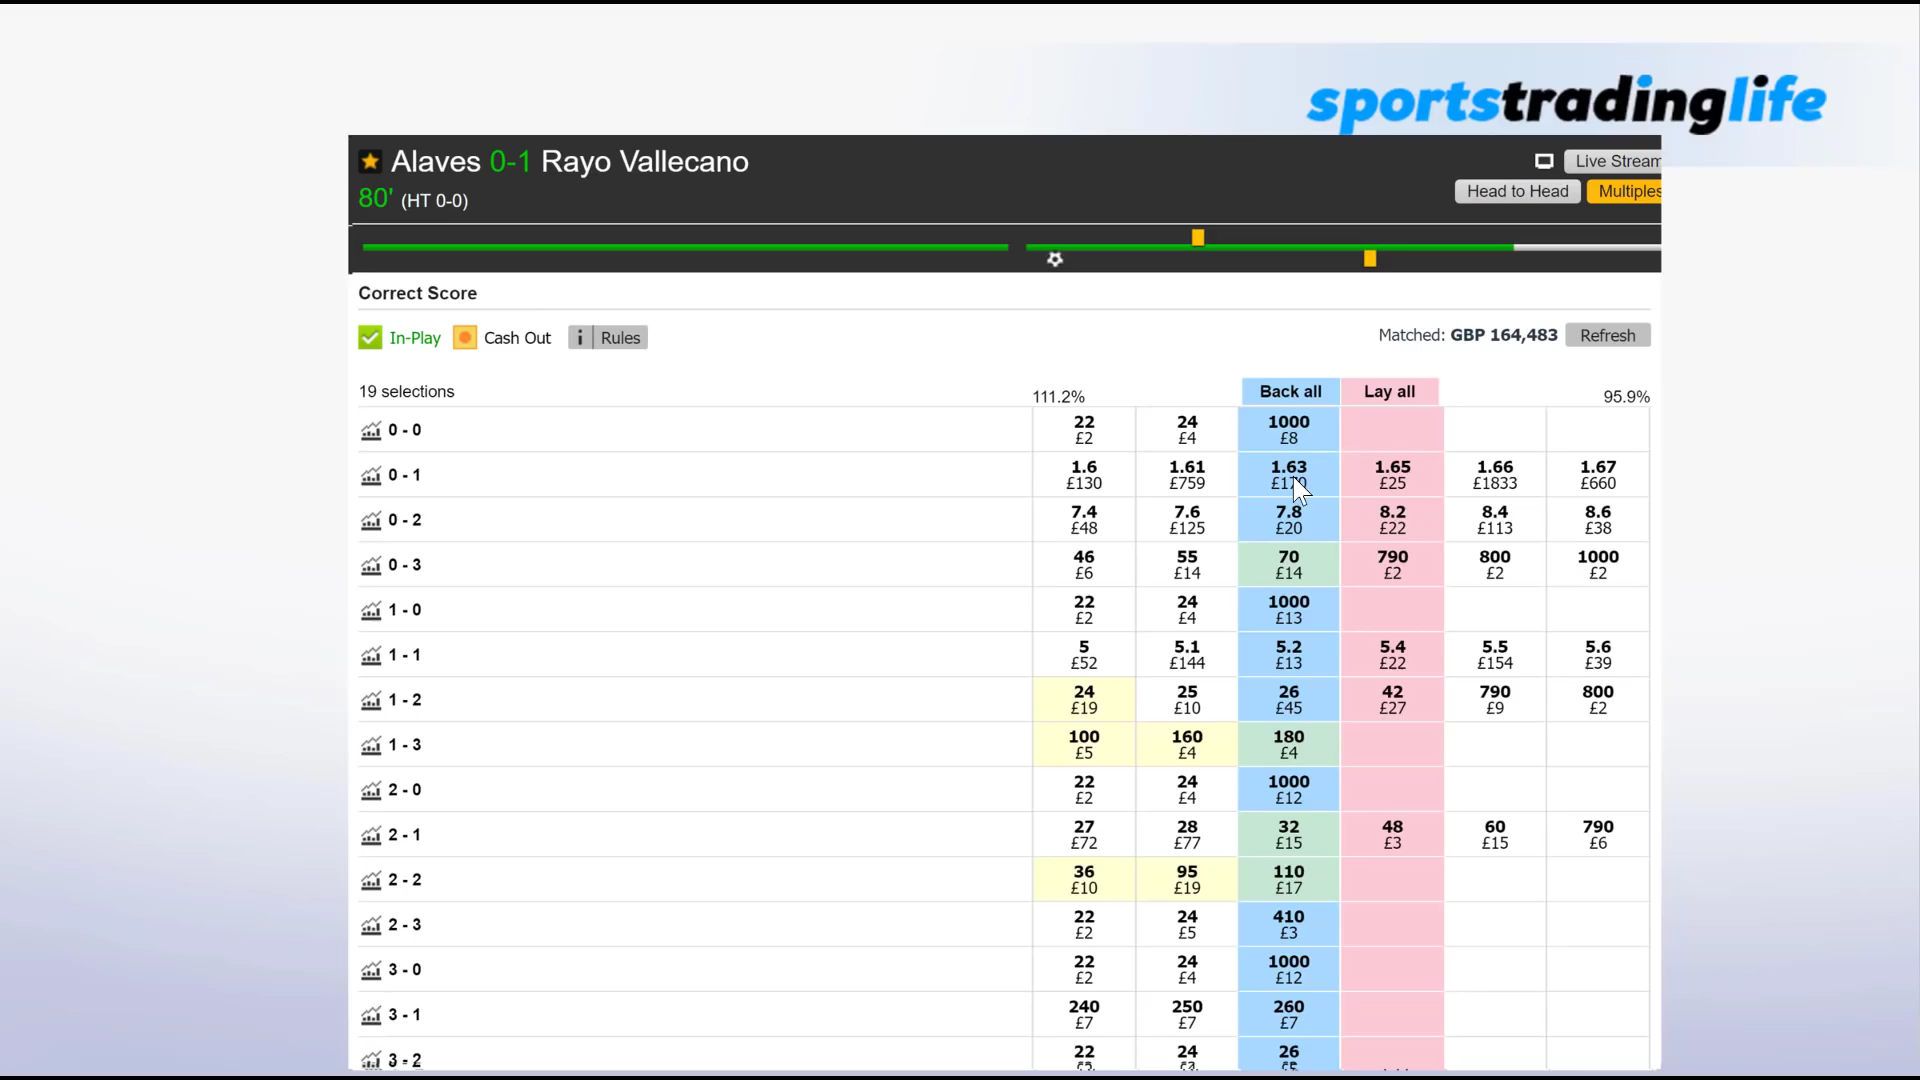 sportstradinglife
Alaves 0-1 Rayo Vallecano
Live Stream
80' (HT 0-0)
Head to Head
Multiples
Correct Score
In-Play
Cash Out
i Rules
Matched: GBP 164,483
Refresh
19 selections
111.2%
Back all
Lay all
95.9%
0 - 0
22 24 1000
£2 £4 £8
0 - 1
1.6 1.61 1.63 1.65 1.66 1.67
£130 £759 £25 £1833 £660
0 - 2
7.4 7.6 7.8 8.2 8.4 8.6
£48 £125 £20 £22 £113 £38
0 - 3
46 55 70 790 800 1000
£6 £14 £14 £2 £2 £2
1 - 0
22 24 1000
£2 £4 £13
1 - 1
5 5.1 5.2 5.4 5.5 5.6
£52 £144 £13 £22 £154 £39
1 - 2
24 25 26 42 790 800
£19 £10 £45 £27 £9 £2
1 - 3
100 160 180
£5 £4 £4
2 - 0
22 24 1000
£2 £4 £12
2 - 1
27 28 32 48 60 790
£72 £77 £15 £3 £15 £6
2 - 2
36 95 110
£10 £19 £17
2 - 3
22 24 410
£2 £5 £3
3 - 0
22 24 1000
£2 £4 £12
3 - 1
240 250 260
£7 £7 £7
3 - 2
22 24 26